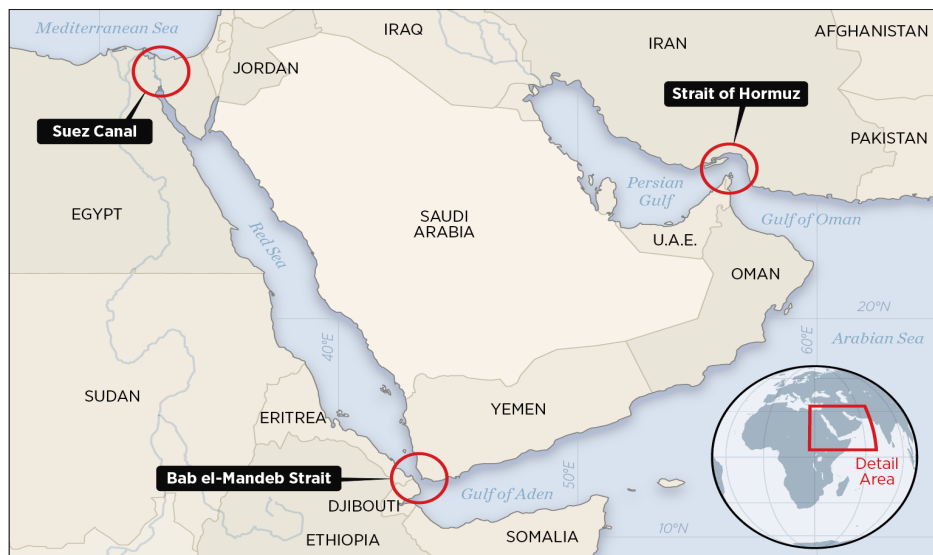 Mediterranean Sea
IRAQ
IRAN
AFGHANISTAN
JORDAN
Strait of Hormuz
Suez Canal
PAKISTAN
Persian
Gulf
EGYPT
SAUDI
ARABIA
Gulf of Oman
U.A.E.
Red Sea
OMAN
20°N
40°E
60°E
Arabian Sea
SUDAN
ERITREA
YEMEN
Bab el-Mandeb Strait
50°E
Detail
Area
Gulf of Aden
DJIBOUTI
SOMALIA
10°N
ETHIOPIA